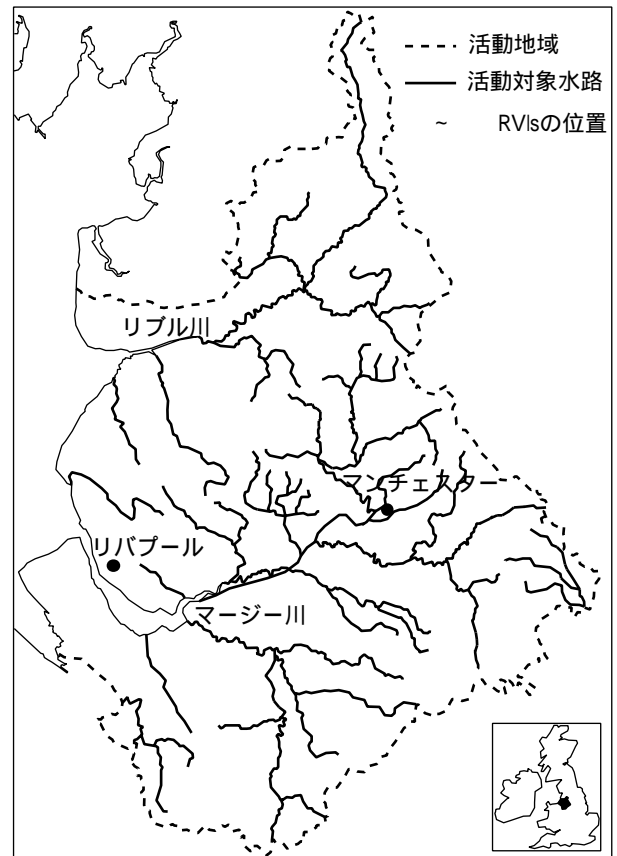 活動地域
活動対象水路
~ RVIsの位置
リブル川
マンチェスター
リバプール
マージー川